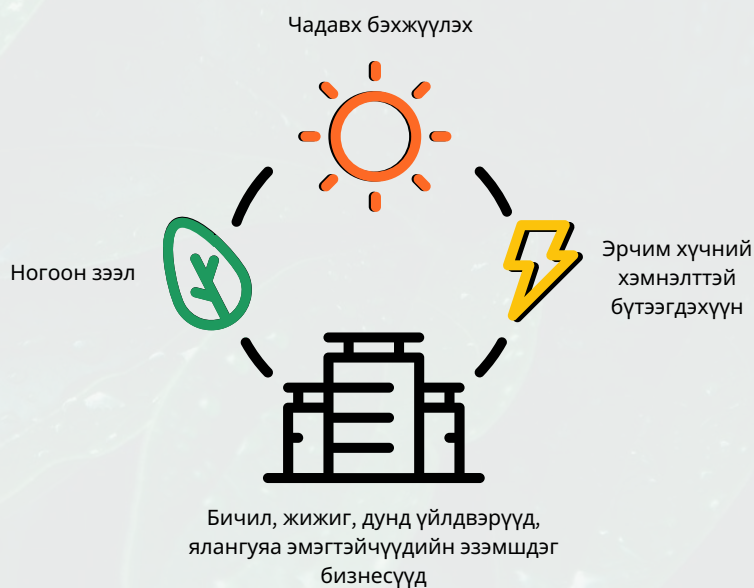 Чадавх бэхжүүлэх
Ногоон зээл
Эрчим хүчний
хэмнэлттэй
бүтээгдэхүүн
Бичил, жижиг, дунд үйлдвэрүүд,
ялангуяа эмэгтэйчүүдийн эзэмшдэг
бизнесүүд